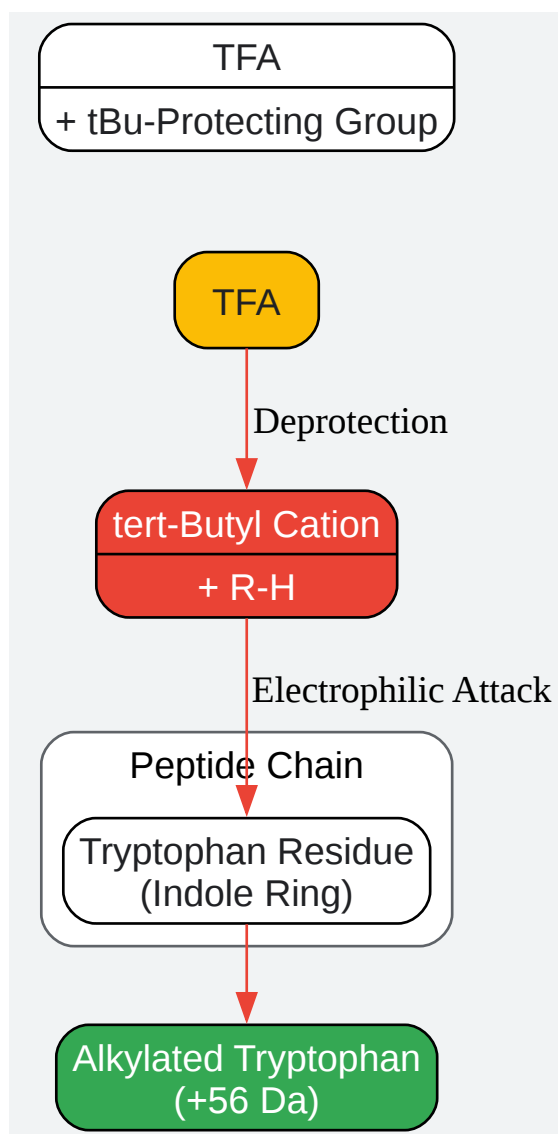 TFA
+ tBu-Protecting Group
TFA
Deprotection
tert-Butyl Cation
+ R-H
Electrophilic Attack
Peptide Chain
Tryptophan Residue
(Indole Ring)
Alkylated Tryptophan
(+56 Da)